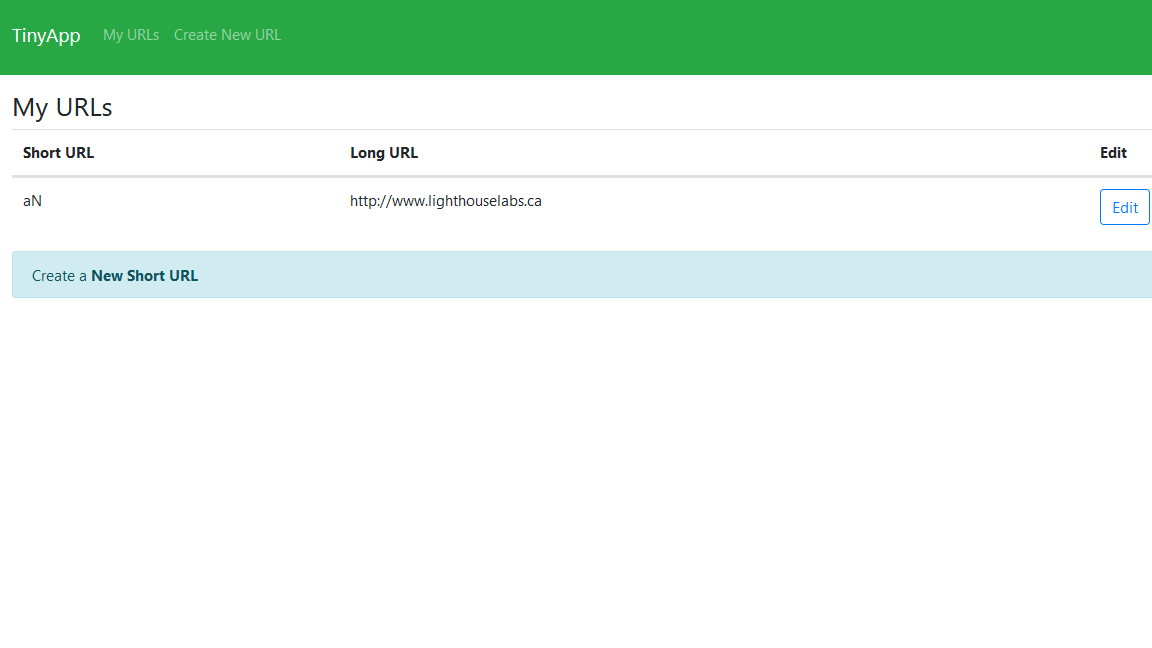 TinyApp My URLs Create New URL
My URLs
Short URL Long URL Edit
aN http://www.lighthouselabs.ca Edit
Create a New Short URL